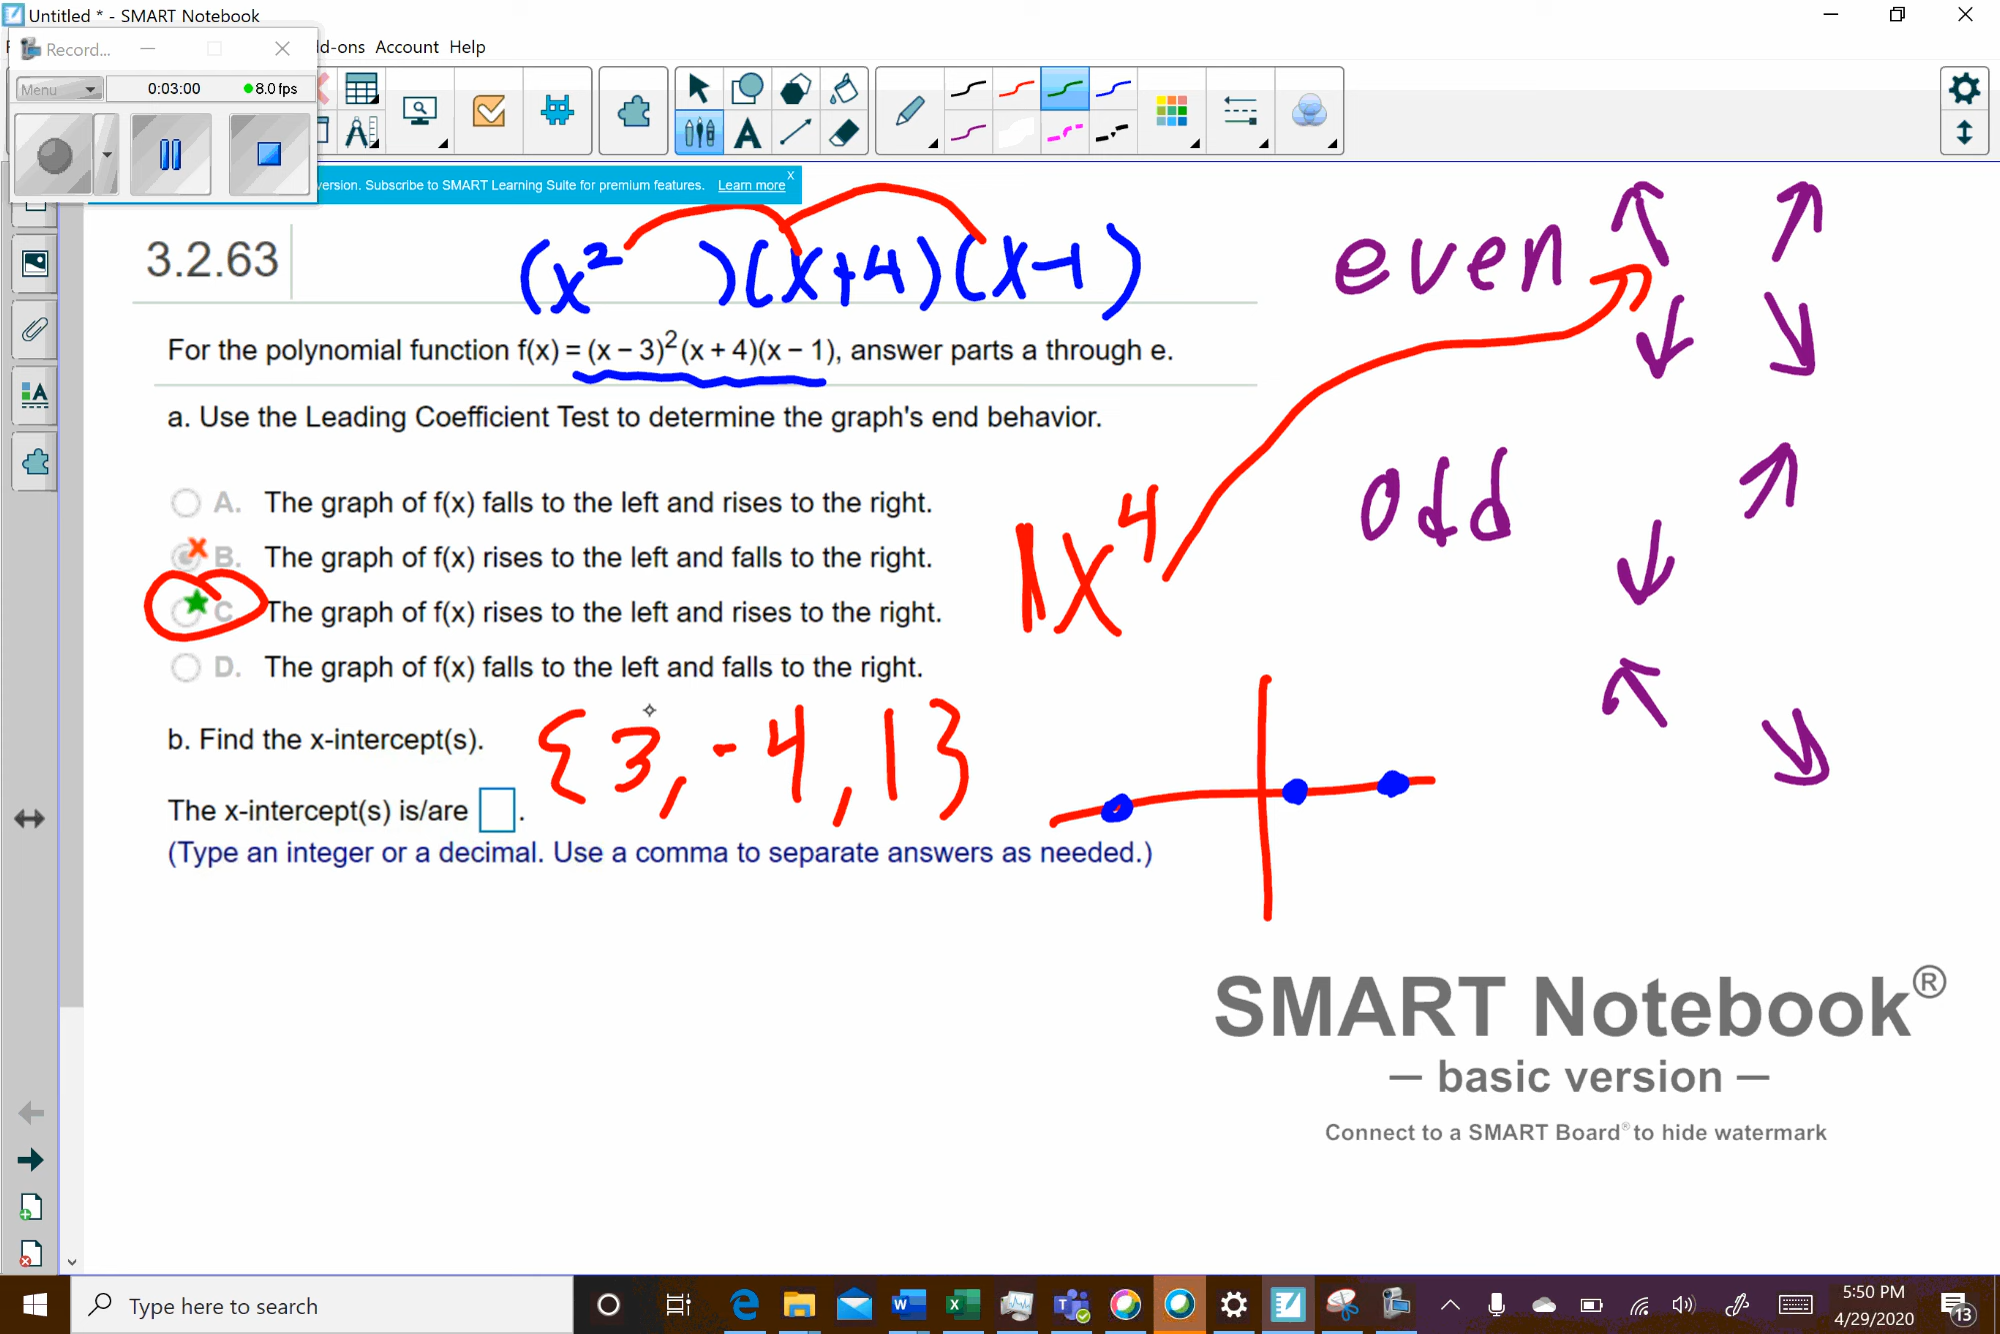 Untitled * - SMART Notebook
Record...
dd-ons Account Help
Menu
0:03:00
8.0 fps
version. Subscribe to SMART Learning Suite for premium features. Learn more x
3.2.63
(x² )(x+4)(x-1)
even
For the polynomial function f(x) = (x – 3)²(x + 4)(x – 1), answer parts a through e.
a. Use the Leading Coefficient Test to determine the graph's end behavior.
A. The graph of f(x) falls to the left and rises to the right.
B. The graph of f(x) rises to the left and falls to the right.
C. The graph of f(x) rises to the left and rises to the right.
D. The graph of f(x) falls to the left and falls to the right.
1x⁴
odd
b. Find the x-intercept(s).
{3, -4, 1}
The x-intercept(s) is/are .
(Type an integer or a decimal. Use a comma to separate answers as needed.)
SMART Notebook®
— basic version —
Connect to a SMART Board® to hide watermark
Type here to search
5:50 PM
4/29/2020
13